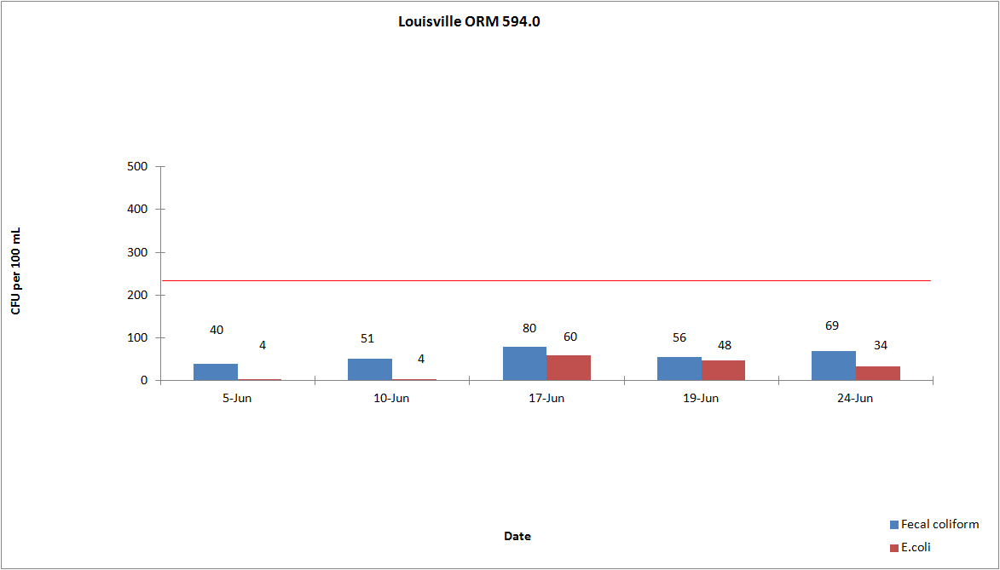 Louisville ORM 594.0
CFU per 100 mL
500
400
300
200
100
0
40
4
51
4
80
60
56
48
69
34
5-Jun
10-Jun
17-Jun
19-Jun
24-Jun
Date
Fecal coliform
E.coli